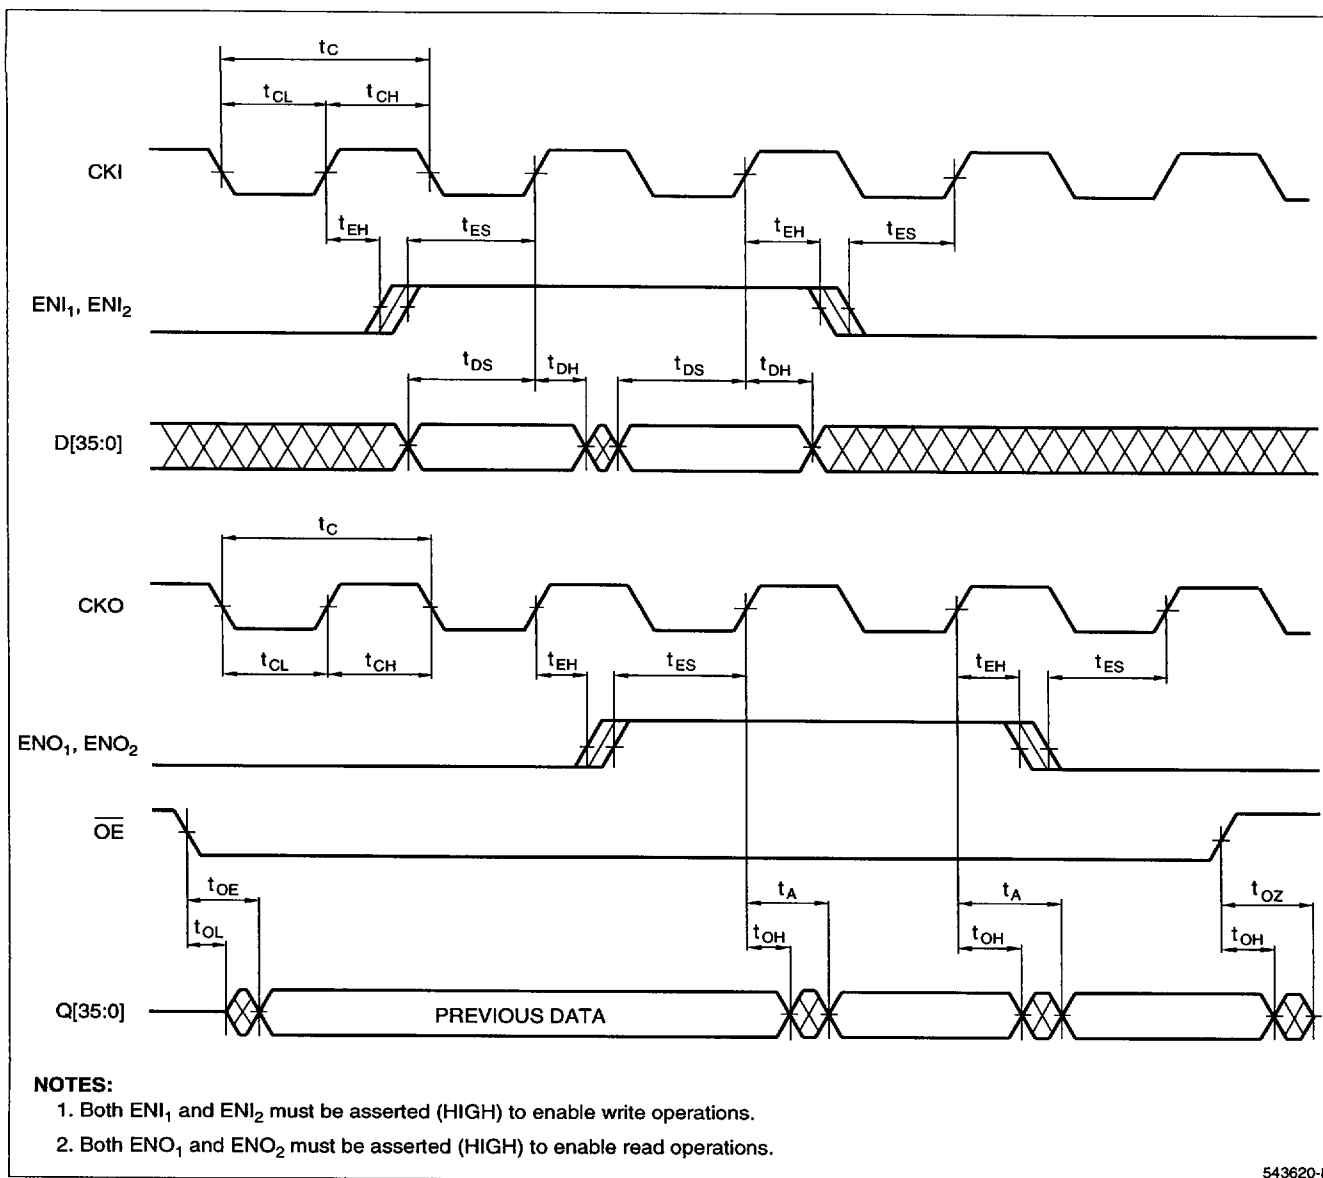 tC
tCL tCH
CKI
tEH tES tEH tES
ENI1, ENI2
tDS tDH tDS tDH
D[35:0]
tC
CKO
tCL tCH tEH tES tEH tES
ENO1, ENO2
OE
tOE tA tA tOZ
tOL tOH tOH tOH
Q[35:0] PREVIOUS DATA
NOTES:
1. Both ENI1 and ENI2 must be asserted (HIGH) to enable write operations.
2. Both ENO1 and ENO2 must be asserted (HIGH) to enable read operations.